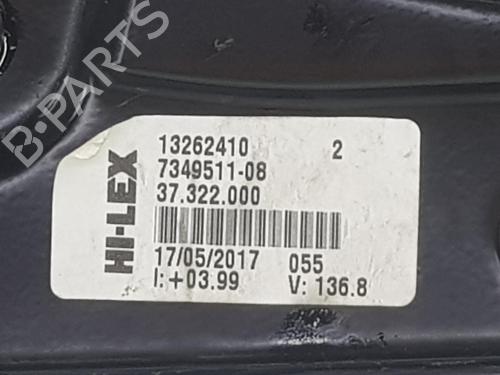 B-PARTS
HI-LEX
13262410 2
7349511-08
37.322.000
17/05/2017 055
I:+03.99 V: 136.8